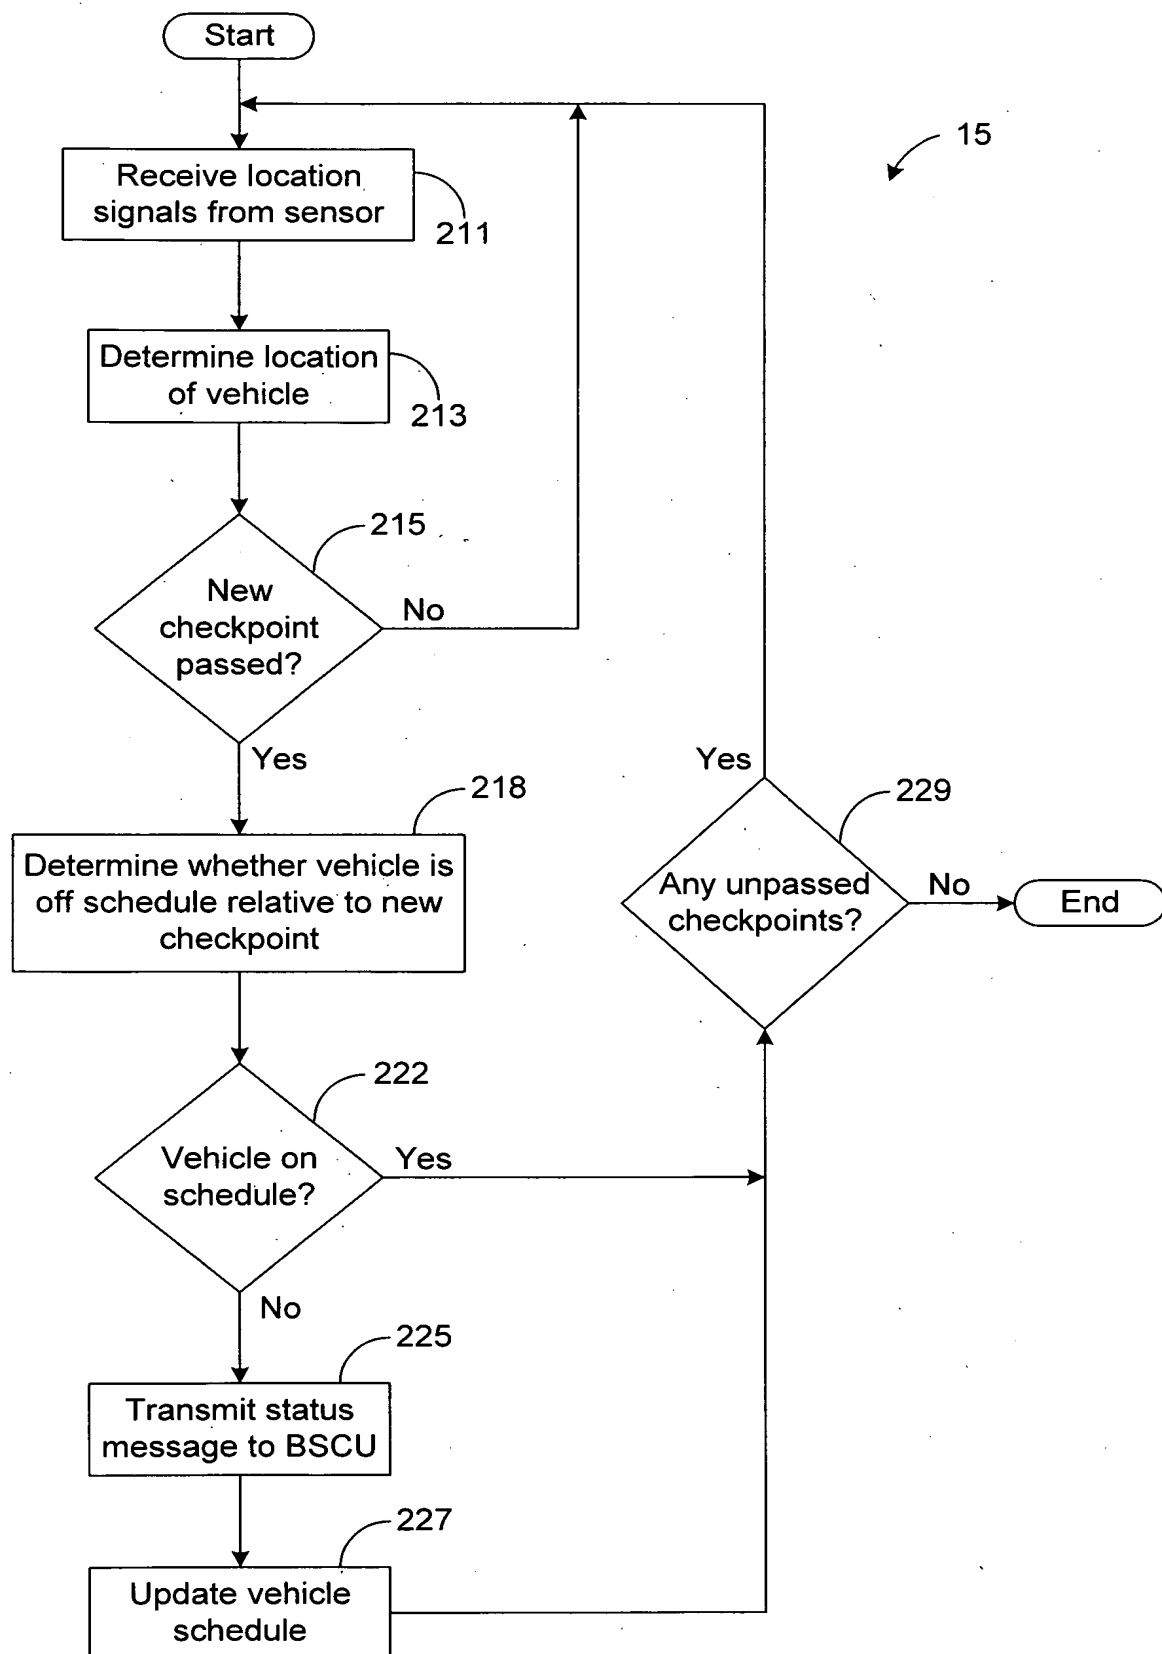 Start
15
Receive location
signals from sensor
211
Determine location
of vehicle
213
215
New
checkpoint
passed?
No
Yes
218
Determine whether vehicle is
off schedule relative to new
checkpoint
Yes
229
Any unpassed
checkpoints?
No
End
222
Vehicle on
schedule?
Yes
No
225
Transmit status
message to BSCU
227
Update vehicle
schedule